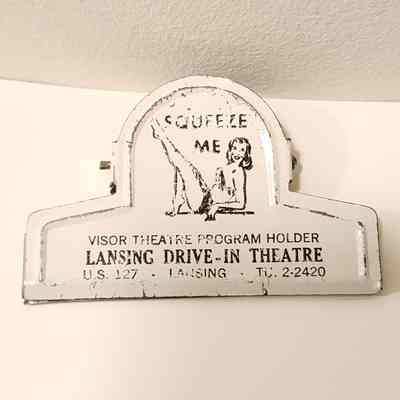 SQUEEZE
ME
VISOR THEATRE PROGRAM HOLDER
LANSING DRIVE-IN THEATRE
U.S. 127 - LANSING - TU. 2-2420